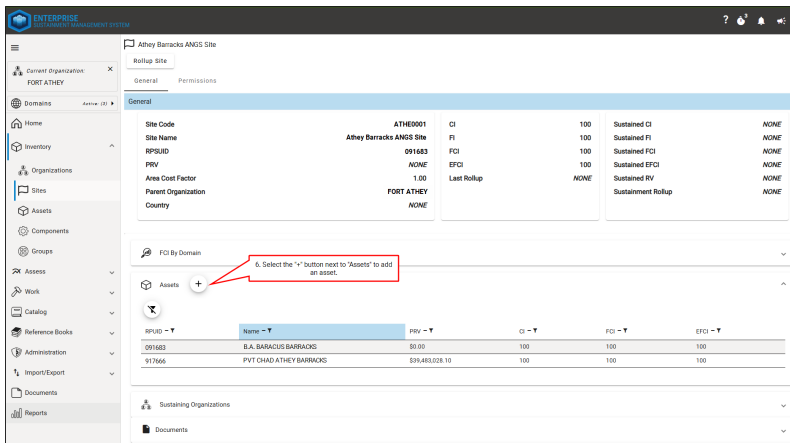 ENTERPRISE
SUSTAINMENT MANAGEMENT SYSTEM
? 3
Current Organization: ×
FORT ATHEY
Domains Active: (3)
Home
Inventory
Organizations
Sites
Assets
Components
Groups
Assess
Work
Catalog
Reference Books
Administration
Import/Export
Documents
Reports
Athey Barracks ANGS Site
Rollup Site
General Permissions
General
Site Code ATHE0001
Site Name Athey Barracks ANGS Site
RPSUID 091683
PRV NONE
Area Cost Factor 1.00
Parent Organization FORT ATHEY
Country NONE
CI 100
FI 100
FCI 100
EFCI 100
Last Rollup NONE
Sustained CI NONE
Sustained FI NONE
Sustained FCI NONE
Sustained EFCI NONE
Sustained RV NONE
Sustainment Rollup NONE
FCI By Domain
6. Select the "+" button next to "Assets" to add
an asset.
Assets +
RPUID Name PRV CI FCI EFCI
091683 B.A. BARACUS BARRACKS $0.00 100 100 100
917666 PVT CHAD ATHEY BARRACKS $39,483,028.10 100 100 100
Sustaining Organizations
Documents